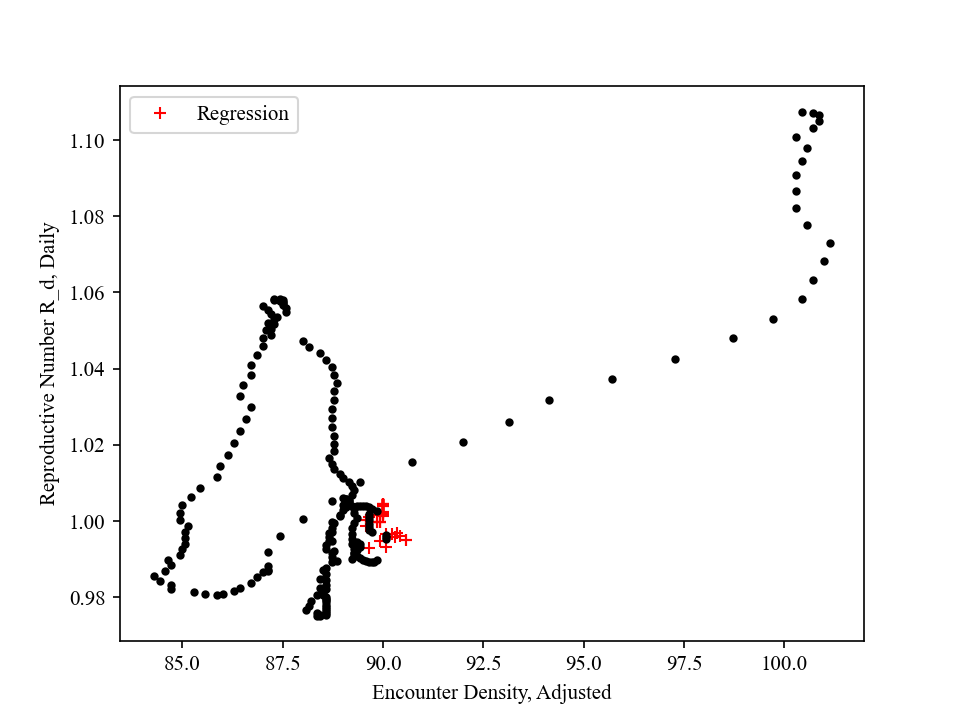 Regression
1.10
1.08
1.06
1.04
1.02
1.00
0.98
Reproductive Number R_d, Daily
85.0 87.5 90.0 92.5 95.0 97.5 100.0
Encounter Density, Adjusted